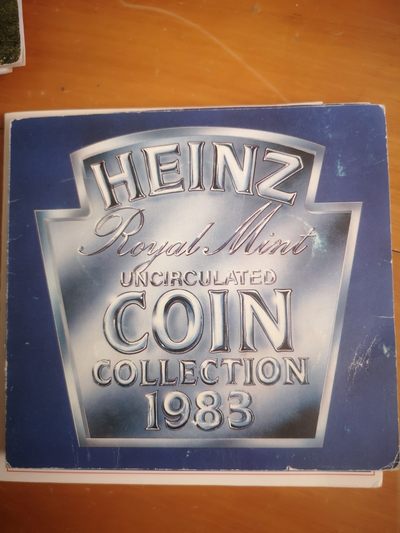 HEINZ
Royal Mint
UNCIRCULATED
COIN
COLLECTION
1983